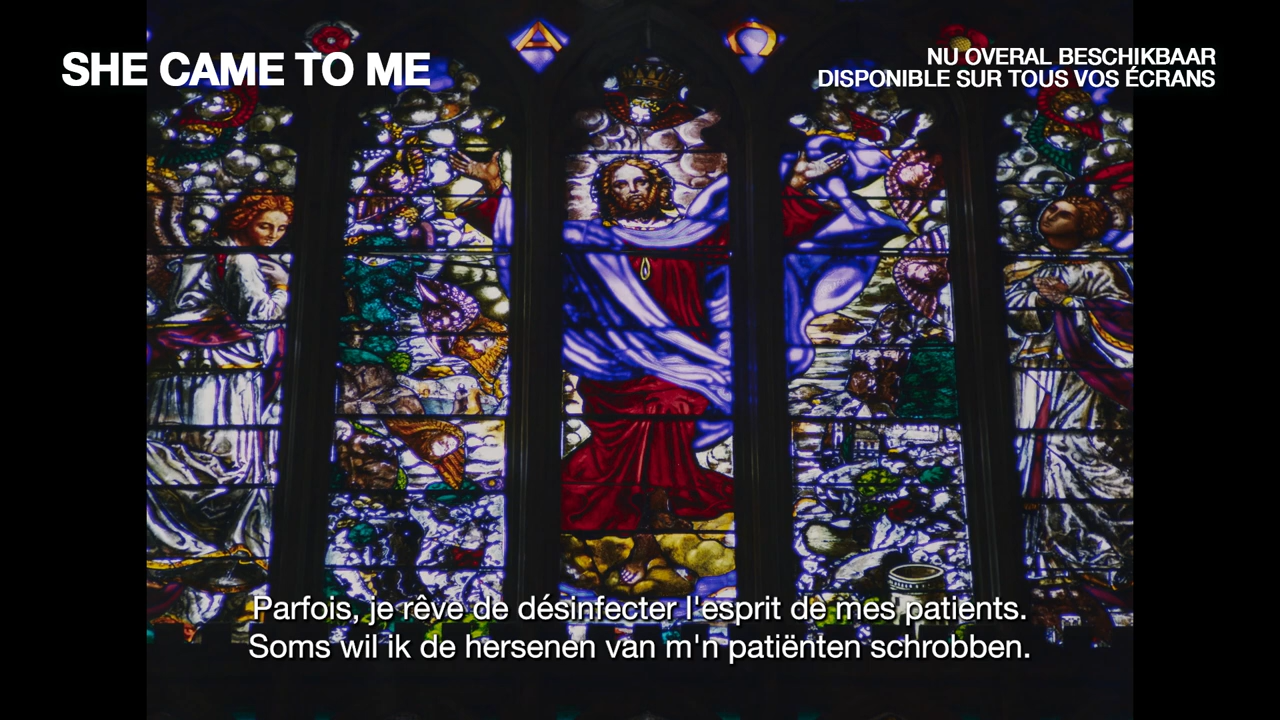 SHE CAME TO ME
NU OVERAL BESCHIKBAAR
DISPONIBLE SUR TOUS VOS ÉCRANS
Α Ω
Parfois, je rêve de désinfecter l'esprit de mes patients.
Soms wil ik de hersenen van m'n patiënten schrobben.